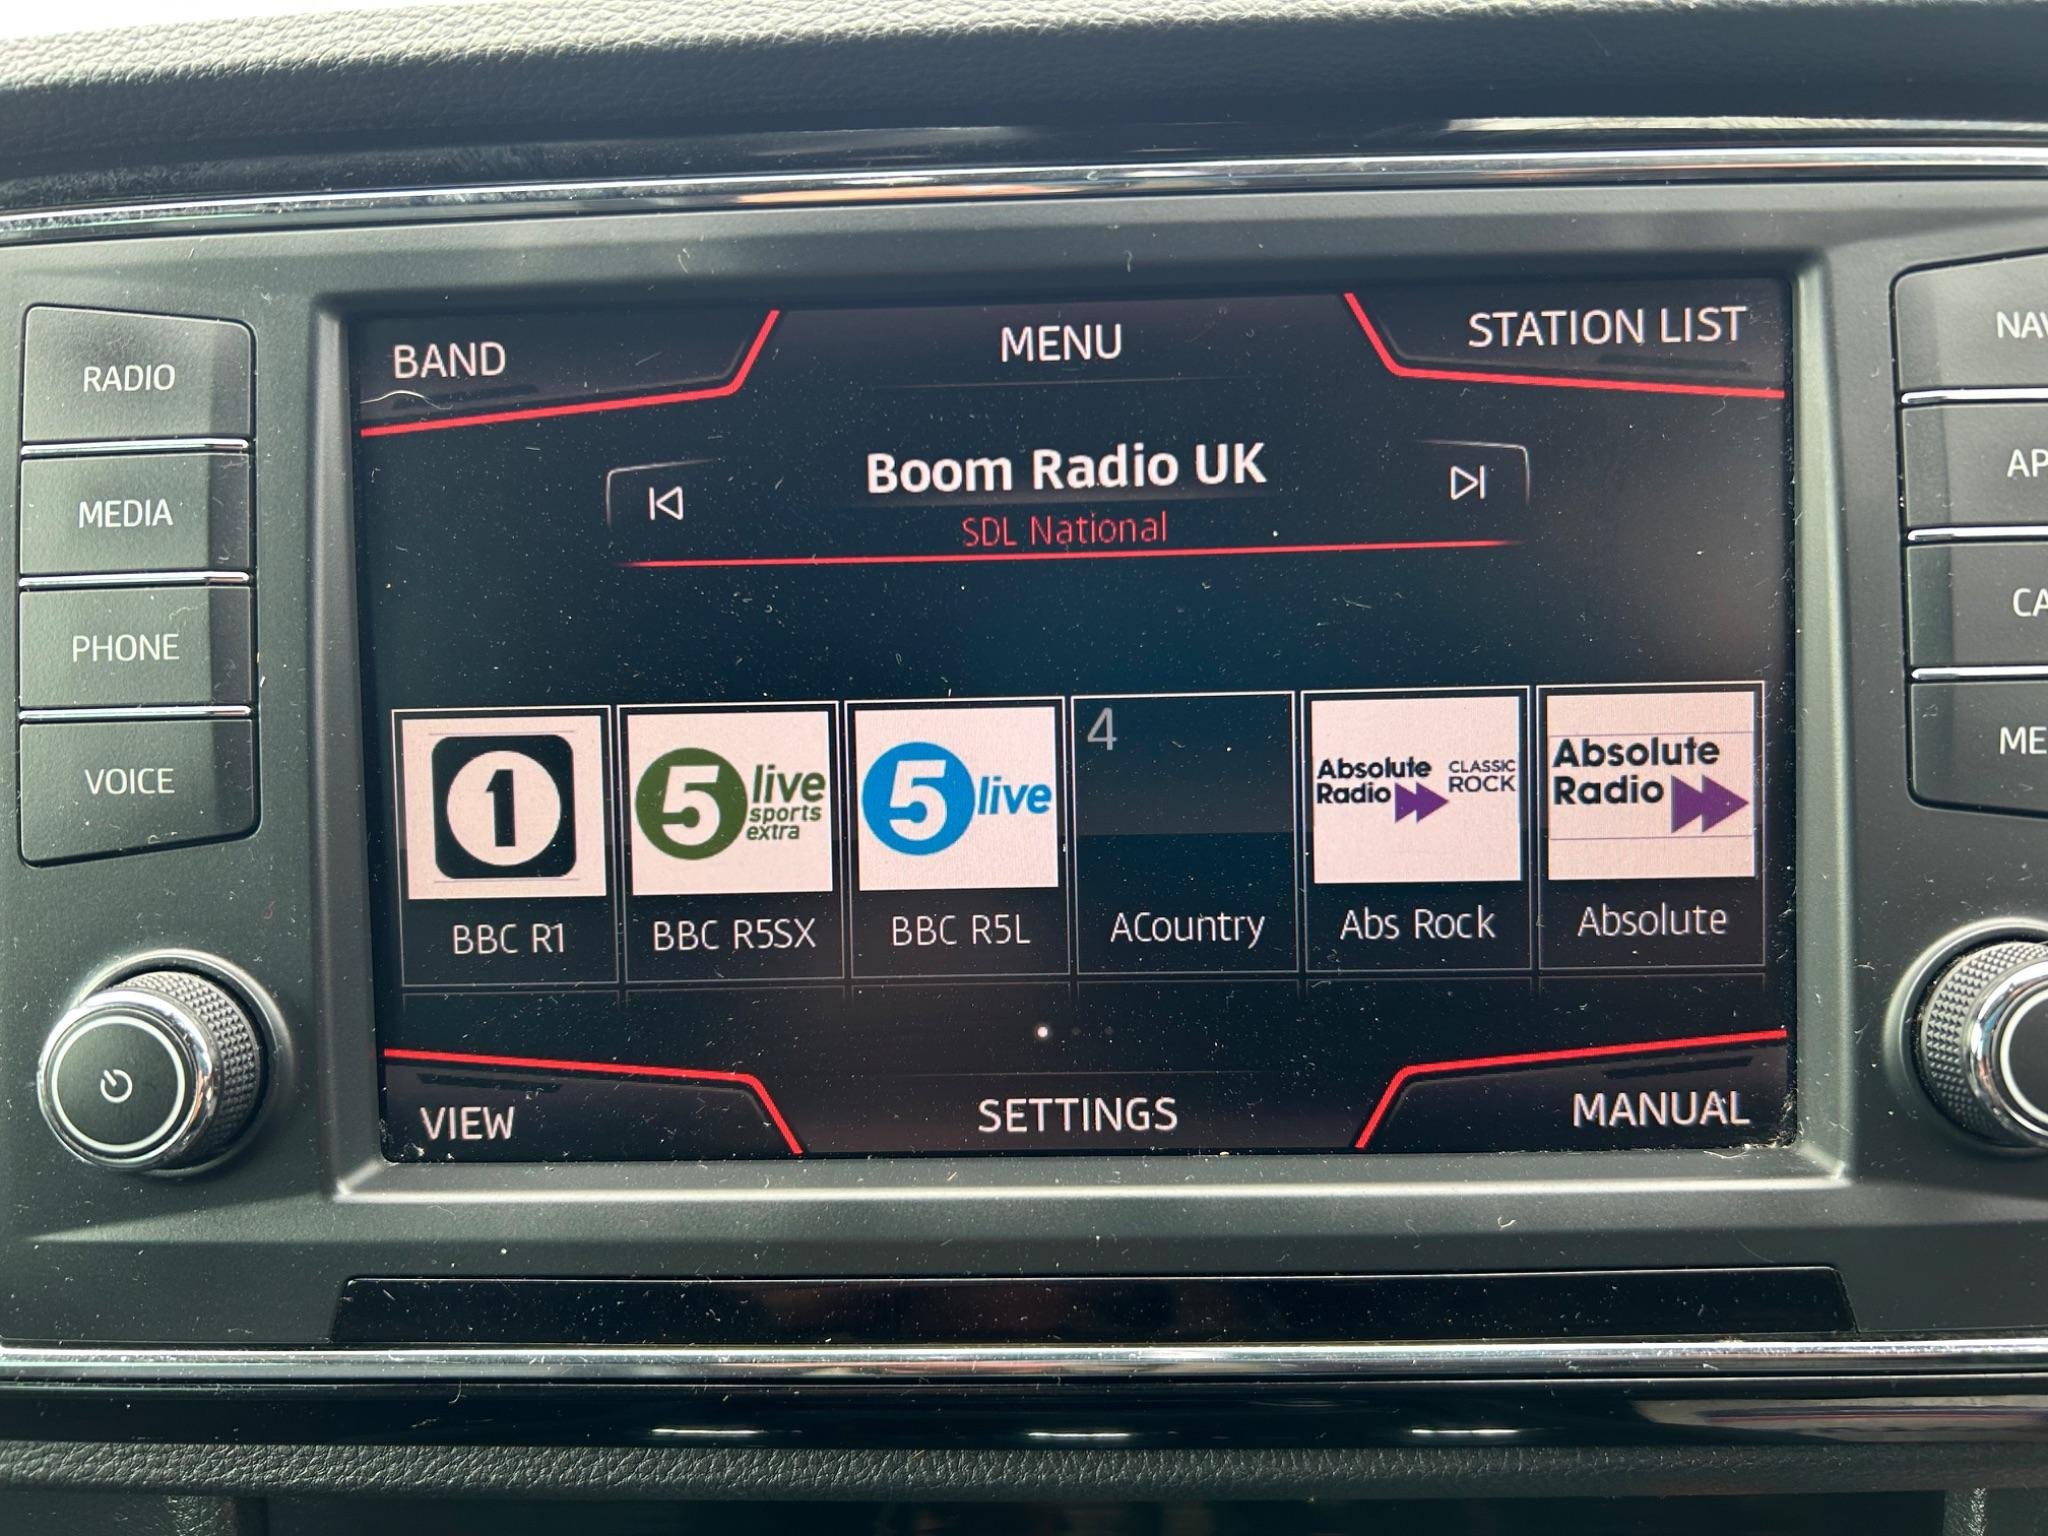 RADIO
MEDIA
PHONE
VOICE
BAND
MENU
STATION LIST
Boom Radio UK
SDL National
1
5 live
sports
extra
5 live
4
Absolute
Radio
CLASSIC
ROCK
Absolute
Radio
BBC R1
BBC R5SX
BBC R5L
ACountry
Abs Rock
Absolute
VIEW
SETTINGS
MANUAL